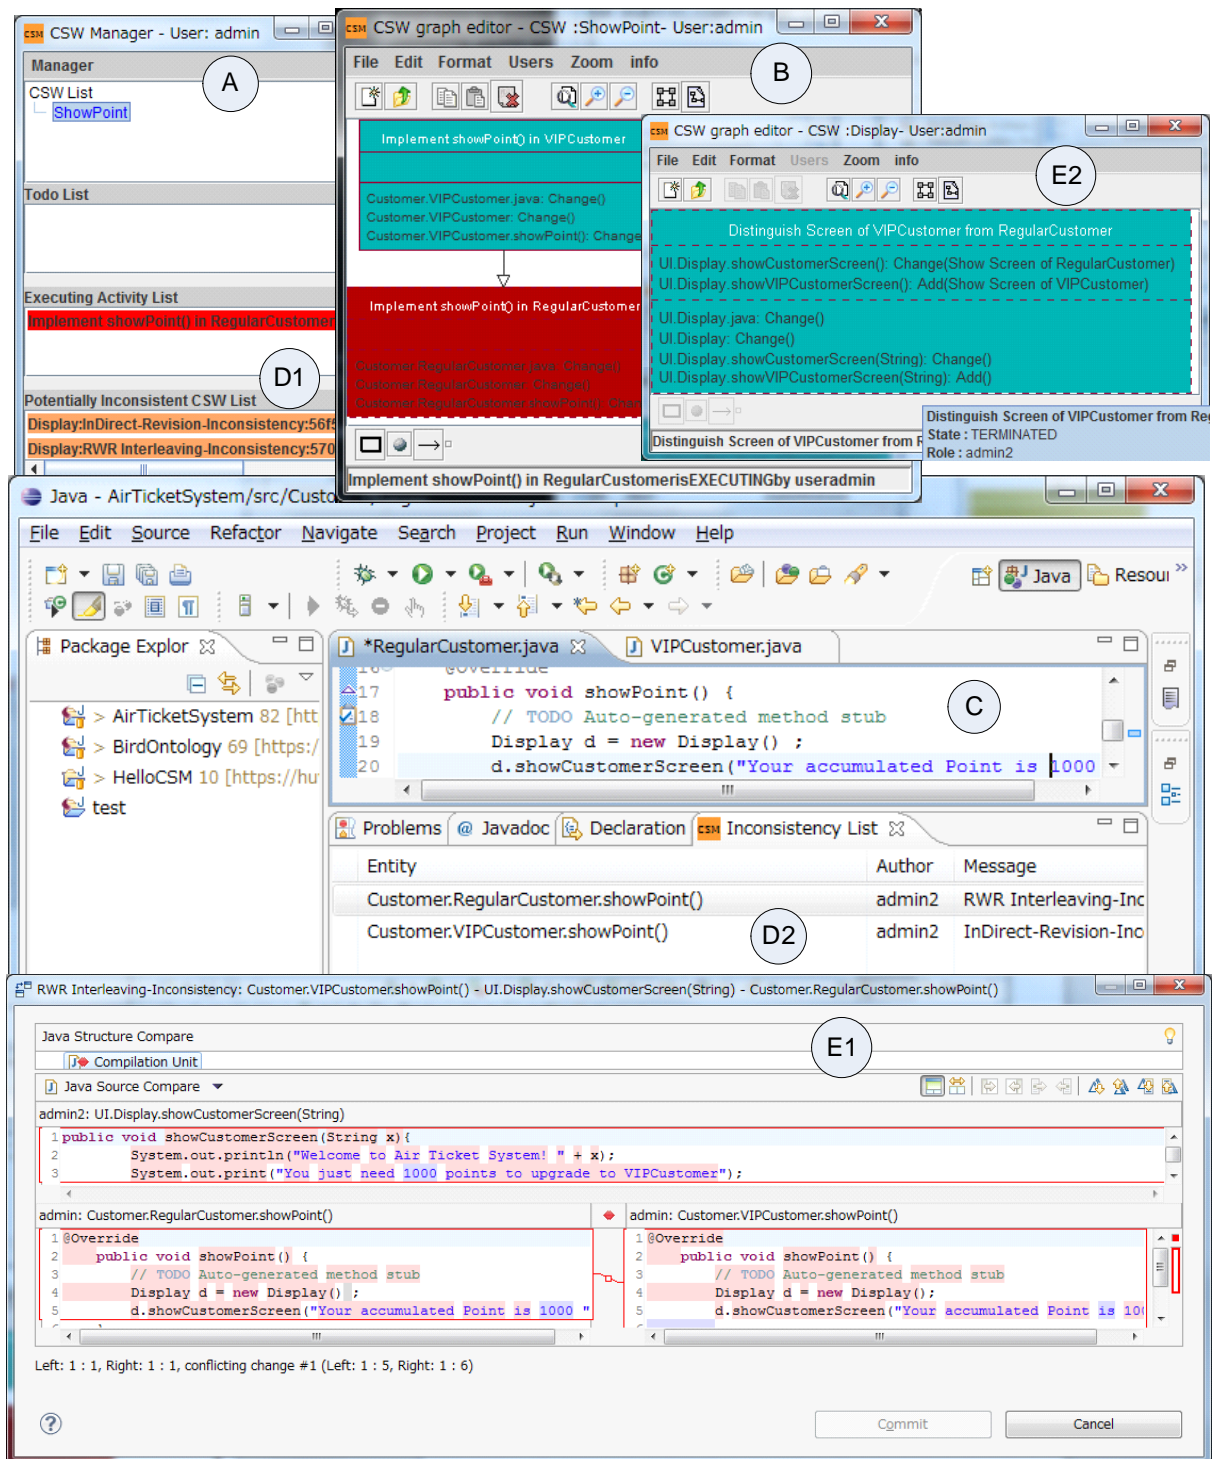 CSM CSW Manager - User: admin
Manager
A
CSW List
ShowPoint
Todo List
Executing Activity List
Implement showPoint() in RegularCustomer
D1
Potentially Inconsistent CSW List
Display:InDirect-Revision-Inconsistency:56f5
Display:RWR Interleaving-Inconsistency:570
CSM CSW graph editor - CSW :ShowPoint- User:admin
File Edit Format Users Zoom info
B
Implement showPoint() in VIPCustomer
Customer.VIPCustomer.java: Change()
Customer.VIPCustomer: Change()
Customer.VIPCustomer.showPoint(): Change
Implement showPoint() in RegularCustomer
Customer.RegularCustomer.java: Change()
Customer.RegularCustomer: Change()
Customer.RegularCustomer.showPoint(): Chan
Implement showPoint() in RegularCustomerisEXECUTINGby useradmin
CSM CSW graph editor - CSW :Display- User:admin
File Edit Format Users Zoom info
E2
Distinguish Screen of VIPCustomer from RegularCustomer
UI.Display.showCustomerScreen(): Change(Show Screen of RegularCustomer)
UI.Display.showVIPCustomerScreen(): Add(Show Screen of VIPCustomer)
UI.Display.java: Change()
UI.Display: Change()
UI.Display.showCustomerScreen(String): Change()
UI.Display.showVIPCustomerScreen(String): Add()
Distinguish Screen of VIPCustomer from R
Distinguish Screen of VIPCustomer from Reg
State : TERMINATED
Role : admin2
Java - AirTicketSystem/src/Custo
File Edit Source Refactor Navigate Search Project Run Window Help
Java Resou
Package Explor
> AirTicketSystem 82 [htt
> BirdOntology 69 [https:/
> HelloCSM 10 [https://hu
test
*RegularCustomer.java VIPCustomer.java
16 @Override
17 public void showPoint() {
C
18 // TODO Auto-generated method stub
19 Display d = new Display() ;
20 d.showCustomerScreen("Your accumulated Point is 1000
Problems @ Javadoc Declaration CSM Inconsistency List
Entity Author Message
Customer.RegularCustomer.showPoint() admin2 RWR Interleaving-Inc
Customer.VIPCustomer.showPoint() admin2 InDirect-Revision-Inco
D2
RWR Interleaving-Inconsistency: Customer.VIPCustomer.showPoint() - UI.Display.showCustomerScreen(String) - Customer.RegularCustomer.showPoint()
Java Structure Compare
E1
Compilation Unit
Java Source Compare
admin2: UI.Display.showCustomerScreen(String)
1 public void showCustomerScreen(String x){
2 System.out.println("Welcome to Air Ticket System! " + x);
3 System.out.print("You just need 1000 points to upgrade to VIPCustomer");
admin: Customer.RegularCustomer.showPoint()
1 @Override
2 public void showPoint() {
3 // TODO Auto-generated method stub
4 Display d = new Display() ;
5 d.showCustomerScreen("Your accumulated Point is 1000 "
admin: Customer.VIPCustomer.showPoint()
1 @Override
2 public void showPoint() {
3 // TODO Auto-generated method stub
4 Display d = new Display();
5 d.showCustomerScreen("Your accumulated Point is 100
Left: 1 : 1, Right: 1 : 1, conflicting change #1 (Left: 1 : 5, Right: 1 : 6)
Commit Cancel